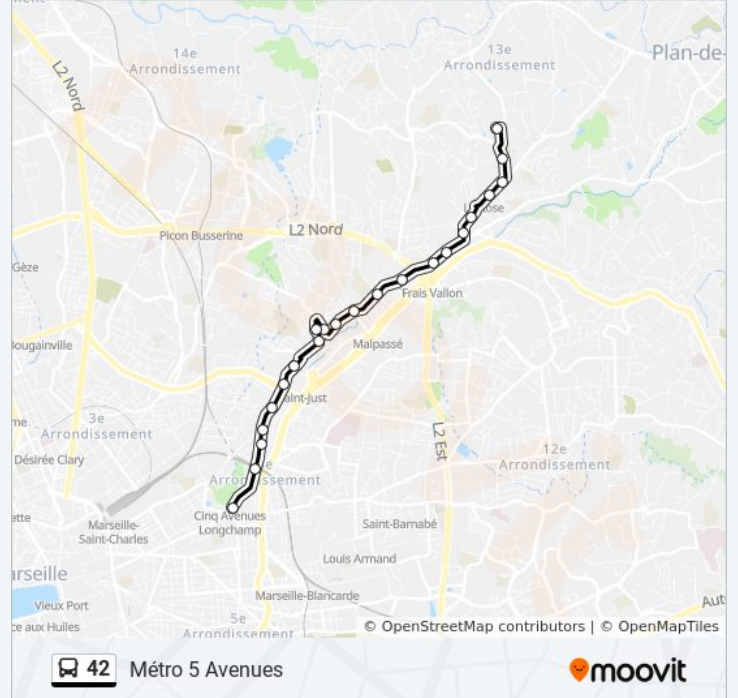 14e
Arrondissement
13e
Arrondissement
Plan-de-
L2 Nord
Picon Busserine
L2 Nord
Gèze
Frais Vallon
Bougainville
Malpassé
Saint-Just
3e
Arrondissement
L2 Est
12e
Arrondissement
Désirée Clary
Arrondissement
Cinq Avenues
Longchamp
Marseille-
Saint-Charles
Saint-Barnabé
Louis Armand
Marseille
Marseille-Blancarde
Vieux Port
ce aux Huiles
5e
Arrondissement
Aut
© OpenStreetMap contributors | © OpenMapTiles
42 Métro 5 Avenues
moovit